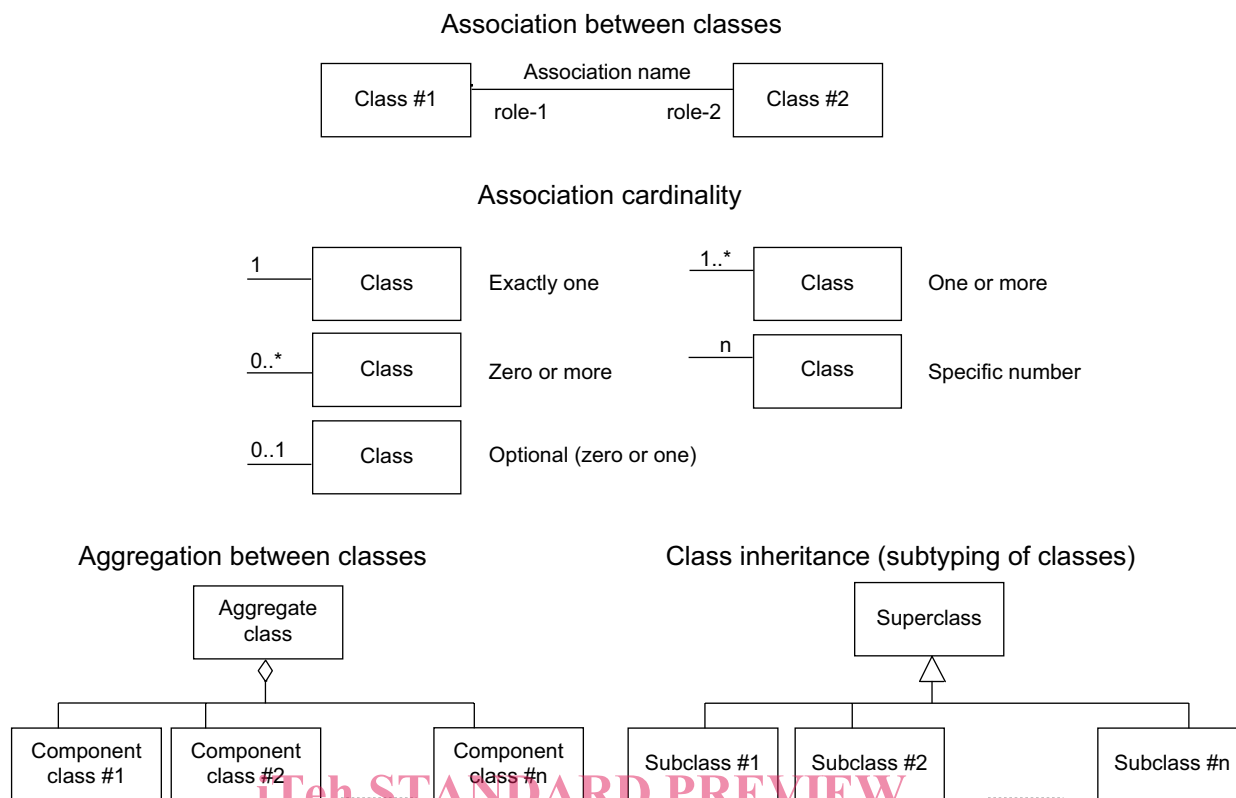 Association between classes
Class #1
Association name
role-1
role-2
Class #2
Association cardinality
1
Class
Exactly one
1..*
Class
One or more
0..*
Class
Zero or more
n
Class
Specific number
0..1
Class
Optional (zero or one)
Aggregation between classes
Aggregate
class
Component
class #1
Component
class #2
Component
class #n
Class inheritance (subtyping of classes)
Superclass
Subclass #1
Subclass #2
Subclass #n
iTeh STANDARD PREVIEW